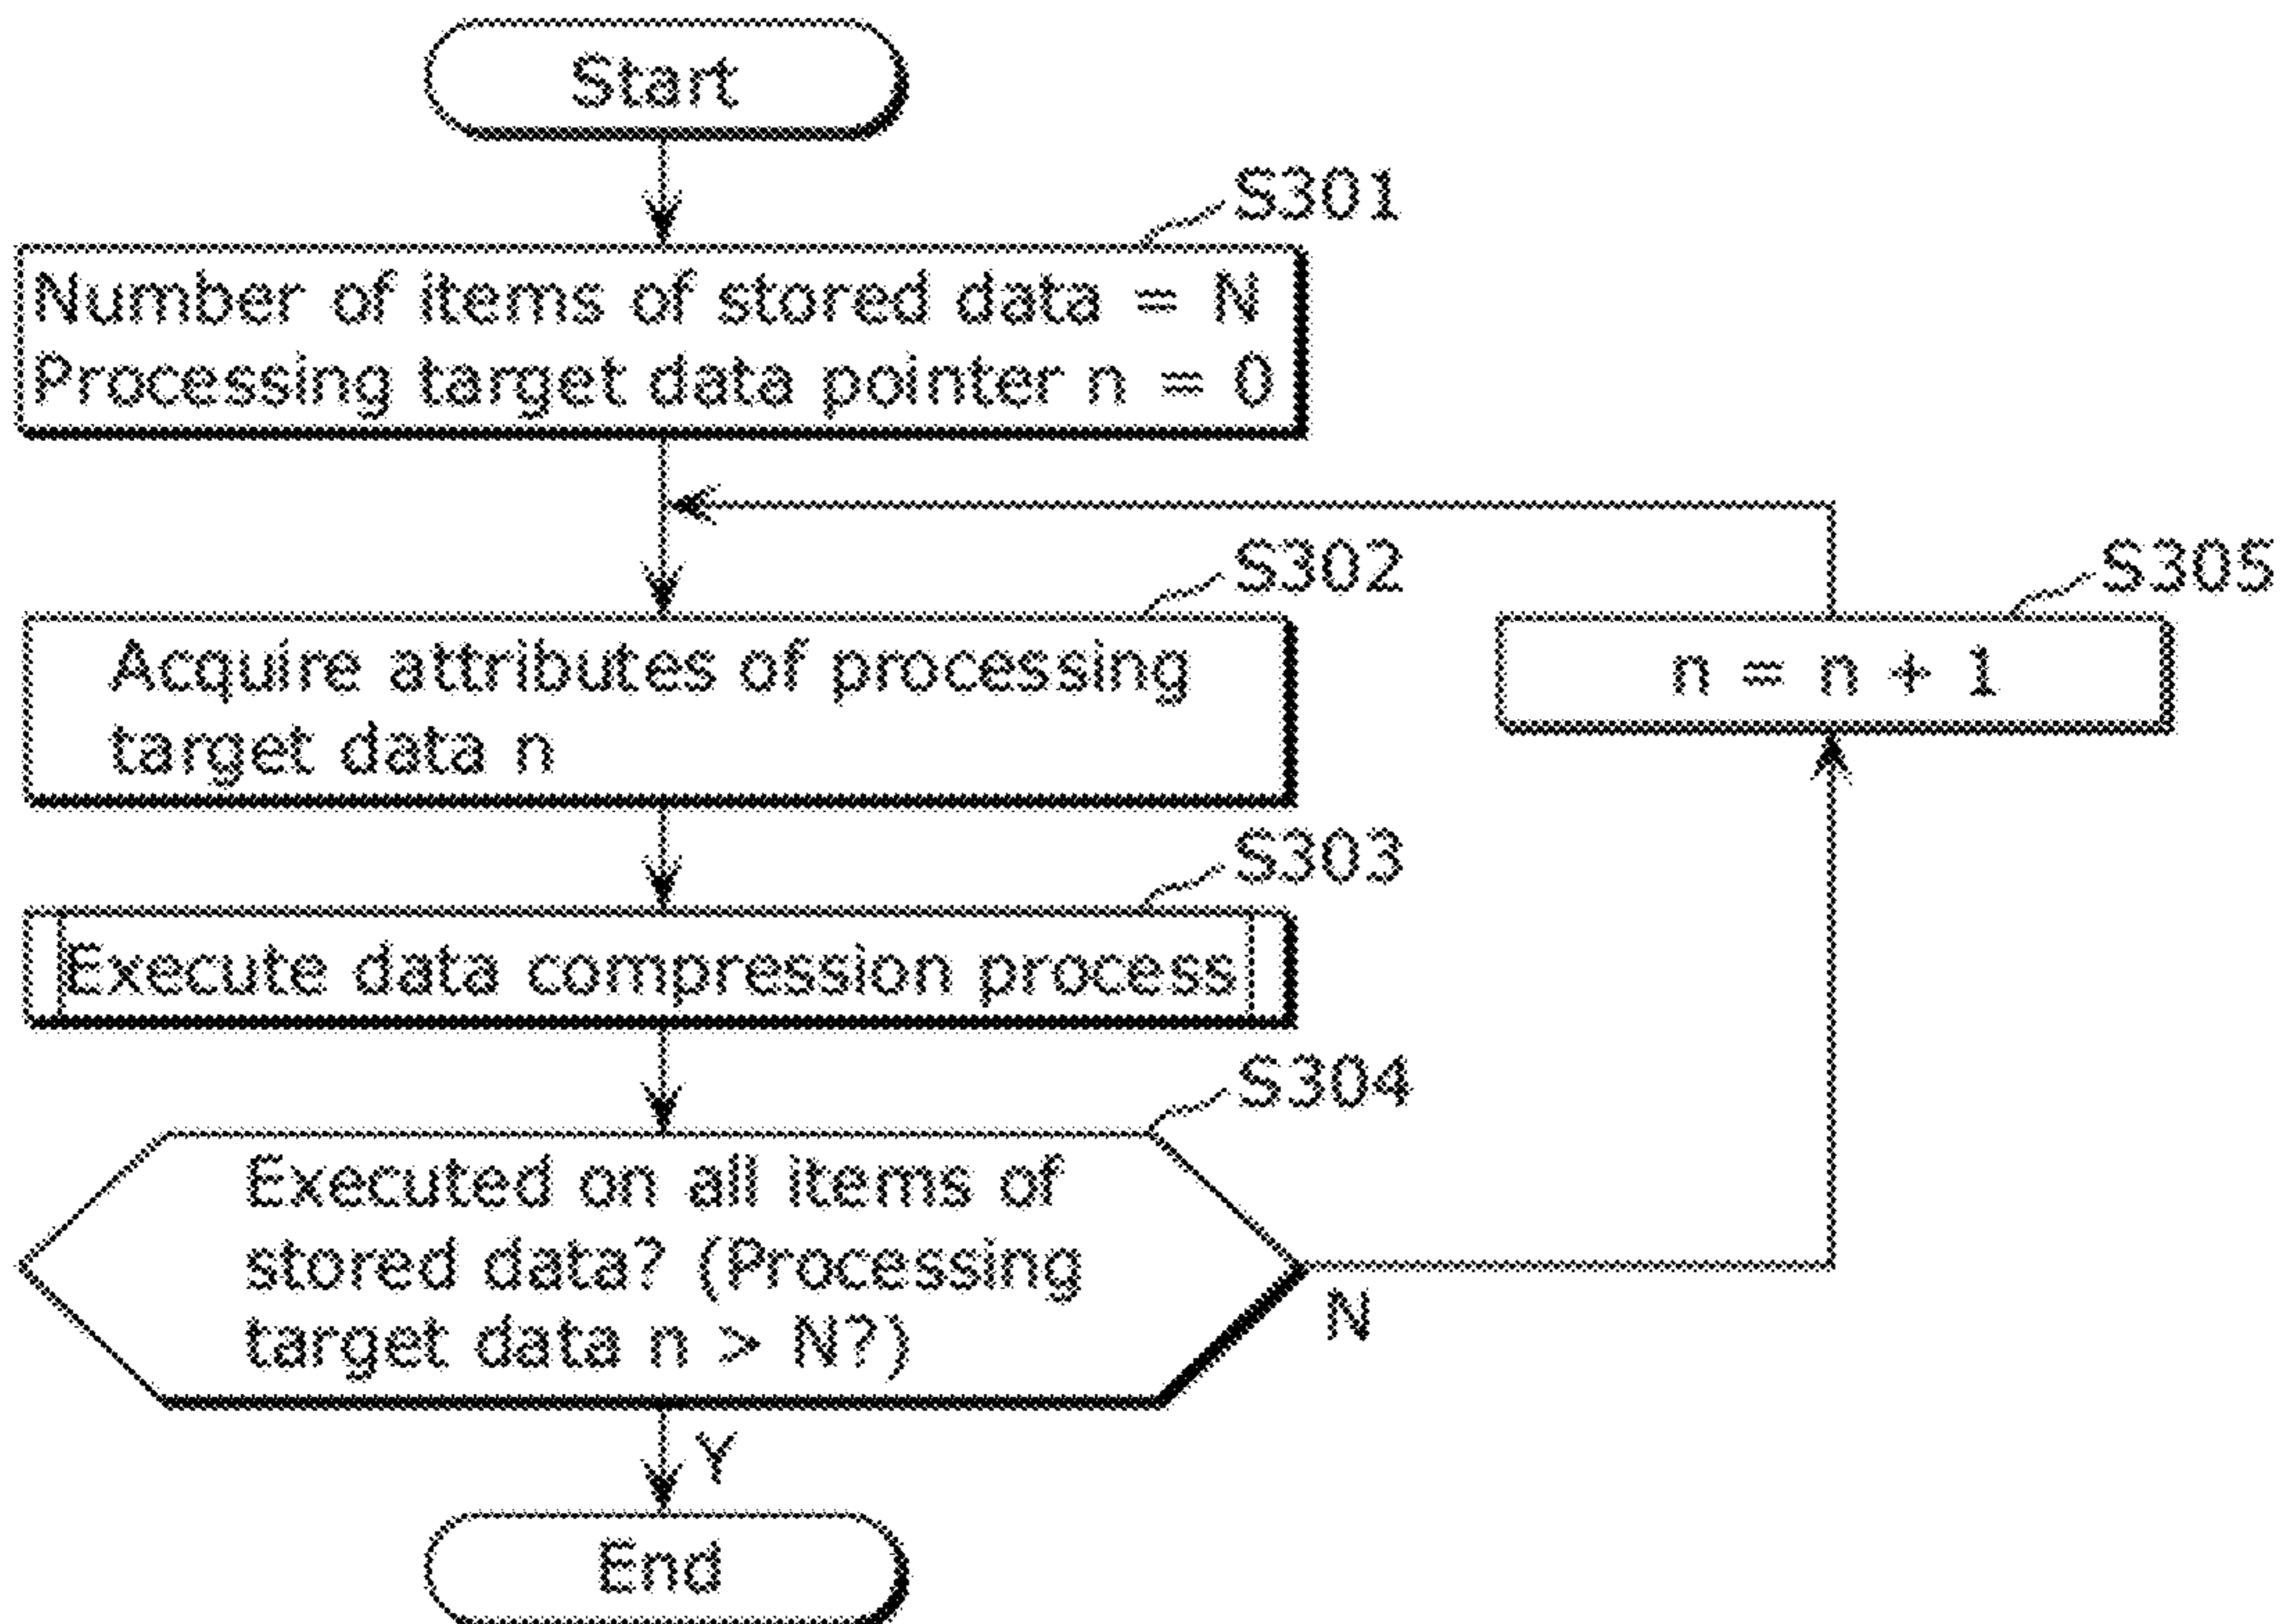 Start
S301
Number of items of stored data = N
Processing target data pointer n = 0
S302
Acquire attributes of processing
target data n
S305
n = n + 1
S303
Execute data compression process
S304
Executed on all items of
stored data? (Processing
target data n > N?)
N
Y
End